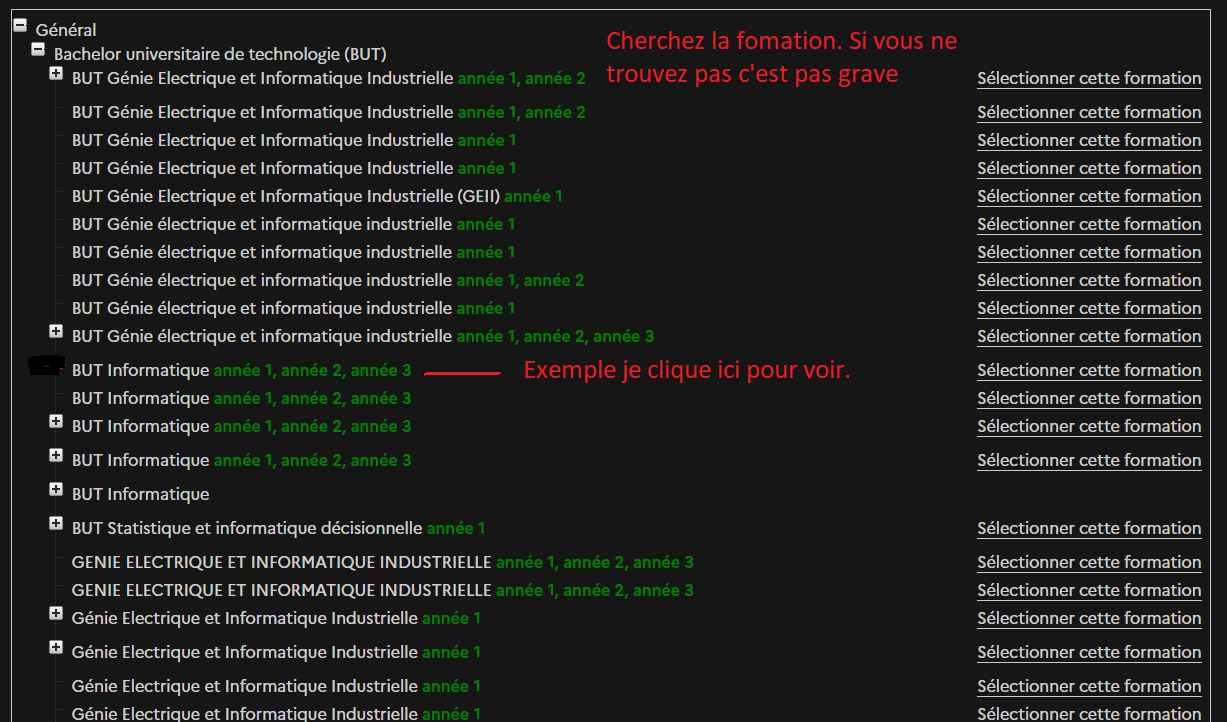 Général
Bachelor universitaire de technologie (BUT)
Cherchez la fomation. Si vous ne
trouvez pas c'est pas grave
BUT Génie Electrique et Informatique Industrielle année 1, année 2 Sélectionner cette formation
BUT Génie Electrique et Informatique Industrielle année 1, année 2 Sélectionner cette formation
BUT Génie Electrique et Informatique Industrielle année 1 Sélectionner cette formation
BUT Génie Electrique et Informatique Industrielle année 1 Sélectionner cette formation
BUT Génie Electrique et Informatique Industrielle (GEII) année 1 Sélectionner cette formation
BUT Génie électrique et informatique industrielle année 1 Sélectionner cette formation
BUT Génie électrique et informatique industrielle année 1 Sélectionner cette formation
BUT Génie électrique et informatique industrielle année 1, année 2 Sélectionner cette formation
BUT Génie électrique et informatique industrielle année 1 Sélectionner cette formation
BUT Génie électrique et informatique industrielle année 1, année 2, année 3 Sélectionner cette formation
BUT Informatique année 1, année 2, année 3 Exemple je clique ici pour voir. Sélectionner cette formation
BUT Informatique année 1, année 2, année 3 Sélectionner cette formation
BUT Informatique année 1, année 2, année 3 Sélectionner cette formation
BUT Informatique année 1, année 2, année 3 Sélectionner cette formation
BUT Informatique
BUT Statistique et informatique décisionnelle année 1 Sélectionner cette formation
GENIE ELECTRIQUE ET INFORMATIQUE INDUSTRIELLE année 1, année 2, année 3 Sélectionner cette formation
GENIE ELECTRIQUE ET INFORMATIQUE INDUSTRIELLE année 1, année 2, année 3 Sélectionner cette formation
Génie Electrique et Informatique Industrielle année 1 Sélectionner cette formation
Génie Electrique et Informatique Industrielle année 1 Sélectionner cette formation
Génie Electrique et Informatique Industrielle année 1 Sélectionner cette formation
Génie Electrique et Informatique Industrielle année 1 Sélectionner cette formation